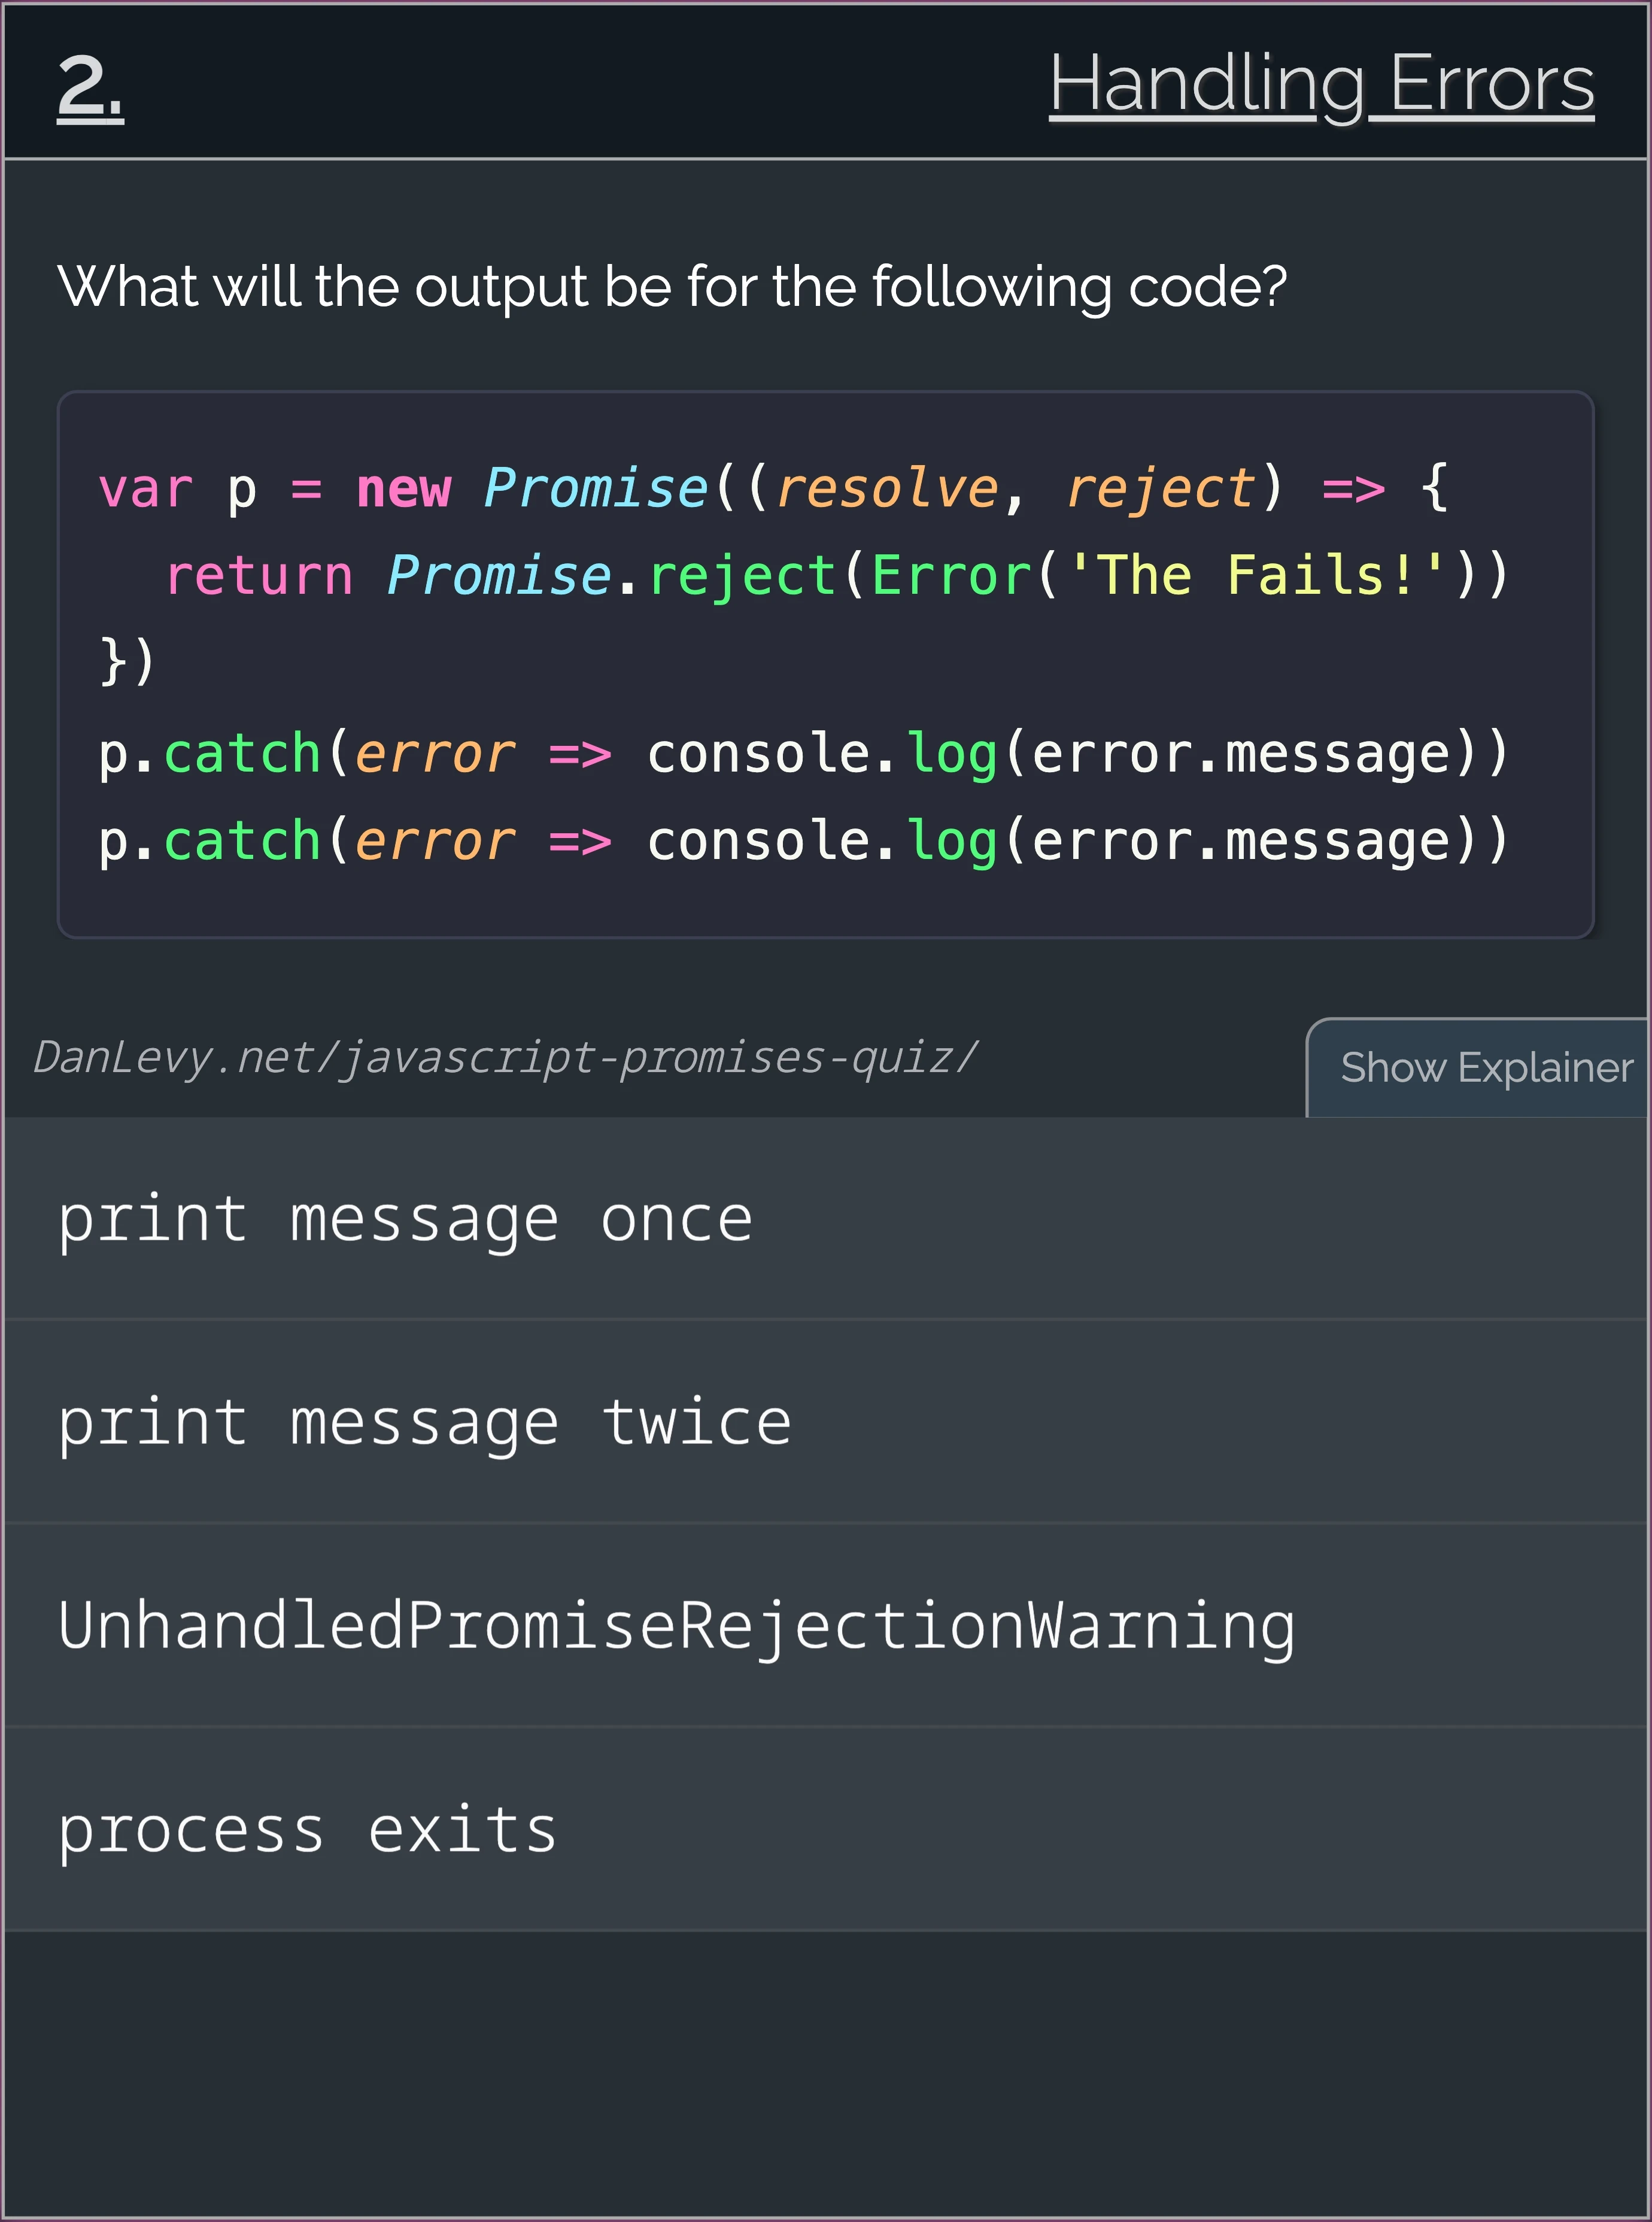 2.
Handling Errors
What will the output be for the following code?
var p = new Promise((resolve, reject) => {
  return Promise.reject(Error('The Fails!'))
})
p.catch(error => console.log(error.message))
p.catch(error => console.log(error.message))
DanLevy.net/javascript-promises-quiz/
Show Explainer
print message once
print message twice
UnhandledPromiseRejectionWarning
process exits